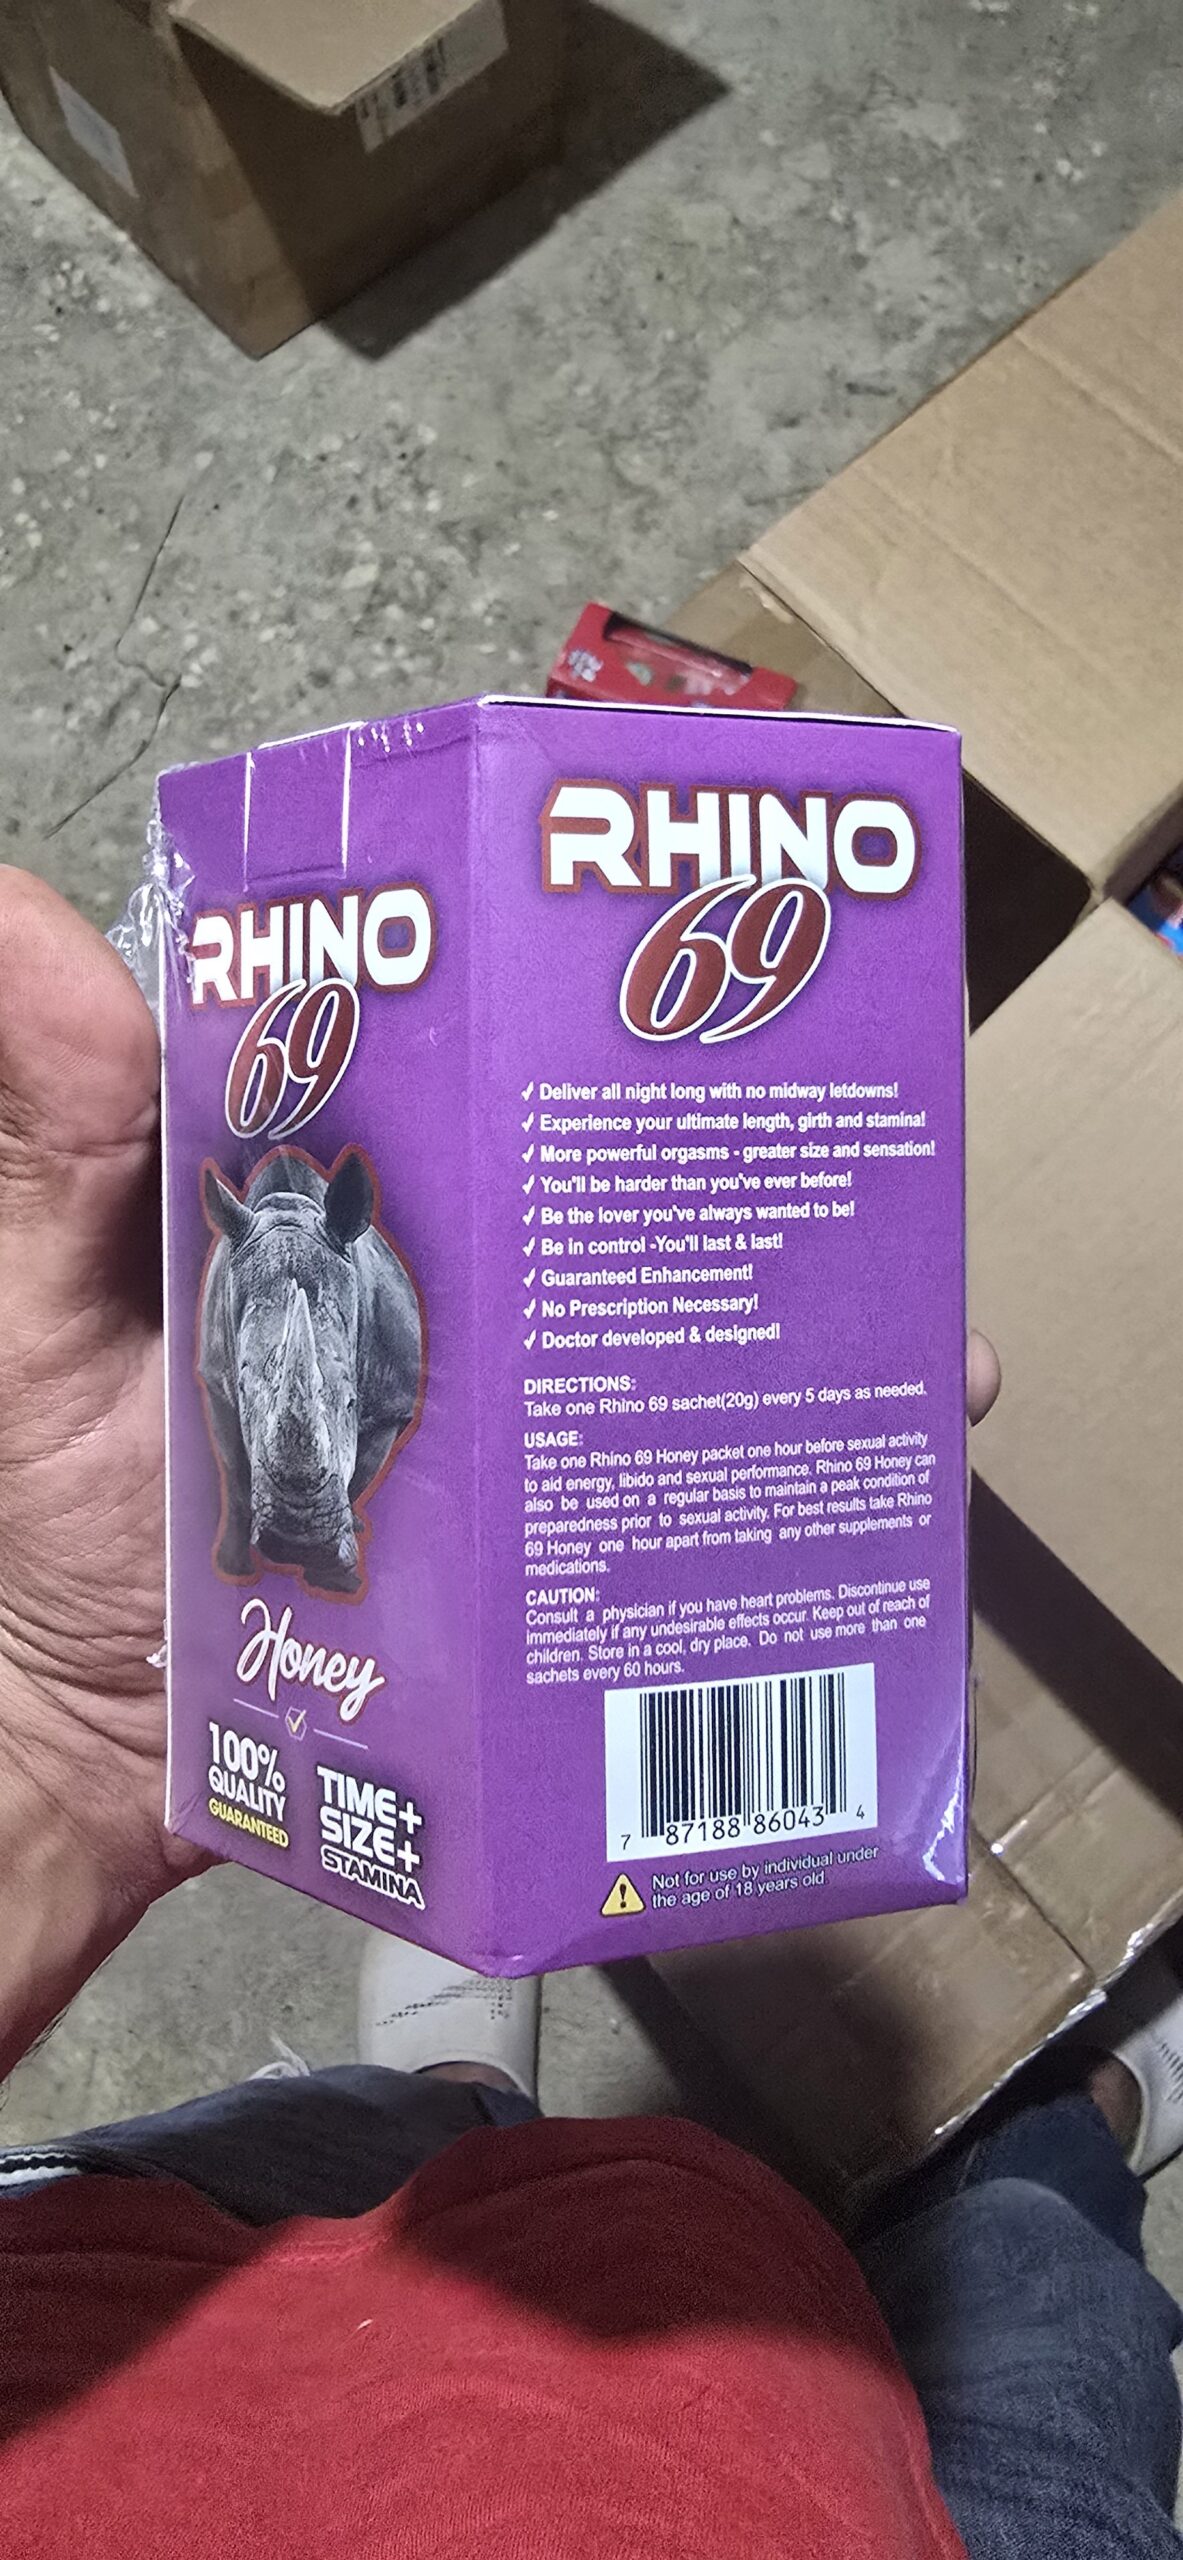 RHINO
69
Honey
100%
QUALITY
GUARANTEED
TIME+
SIZE+
STAMINA
RHINO
69
✓ Deliver all night long with no midway letdowns!
✓ Experience your ultimate length, girth and stamina!
✓ More powerful orgasms - greater size and sensation!
✓ You'll be harder than you've ever before!
✓ Be the lover you've always wanted to be!
✓ Be in control -You'll last & last!
✓ Guaranteed Enhancement!
✓ No Prescription Necessary!
✓ Doctor developed & designed!
DIRECTIONS:
Take one Rhino 69 sachet(20g) every 5 days as needed.
USAGE:
Take one Rhino 69 Honey packet one hour before sexual activity
to aid energy, libido and sexual performance. Rhino 69 Honey can
also be used on a regular basis to maintain a peak condition of
preparedness prior to sexual activity. For best results take Rhino
69 Honey one hour apart from taking any other supplements or
medications.
CAUTION:
Consult a physician if you have heart problems. Discontinue use
immediately if any undesirable effects occur. Keep out of reach of
children. Store in a cool, dry place. Do not use more than one
sachets every 60 hours.
7 87188 86043 4
Not for use by individual under
the age of 18 years old